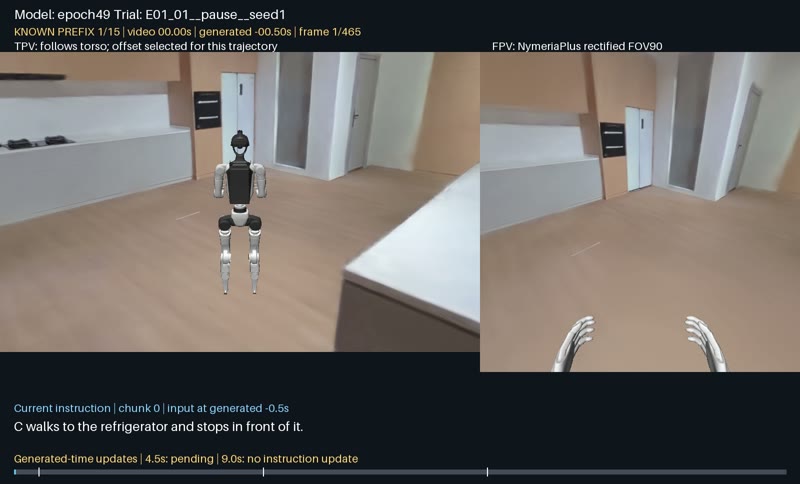 Model: epoch49 Trial: E01_01__pause__seed1
KNOWN PREFIX 1/15 | video 00.00s | generated -00.50s | frame 1/465
TPV: follows torso; offset selected for this trajectory
FPV: NymeriaPlus rectified FOV90
Current instruction | chunk 0 | input at generated -0.5s
C walks to the refrigerator and stops in front of it.
Generated-time updates | 4.5s: pending | 9.0s: no instruction update